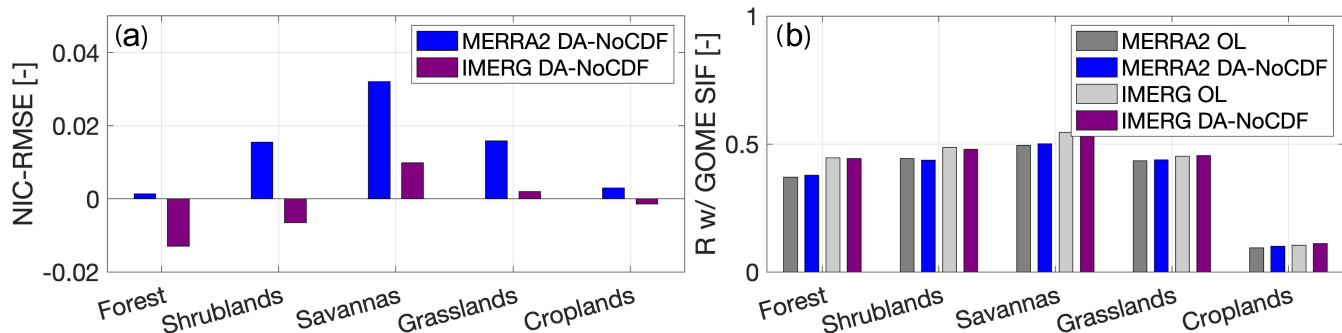 (a)
MERRA2 DA-NoCDF
IMERG DA-NoCDF
NIC-RMSE [-]
0.04
0.02
0
-0.02
Forest
Shrublands
Savannas
Grasslands
Croplands
(b)
MERRA2 OL
MERRA2 DA-NoCDF
IMERG OL
IMERG DA-NoCDF
R w/ GOME SIF [-]
1
0.5
0
Forest
Shrublands
Savannas
Grasslands
Croplands